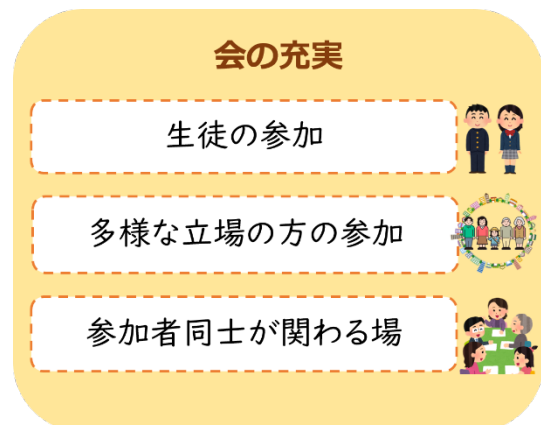 会の充実
生徒の参加
多様な立場の方の参加
参加者同士が関わる場